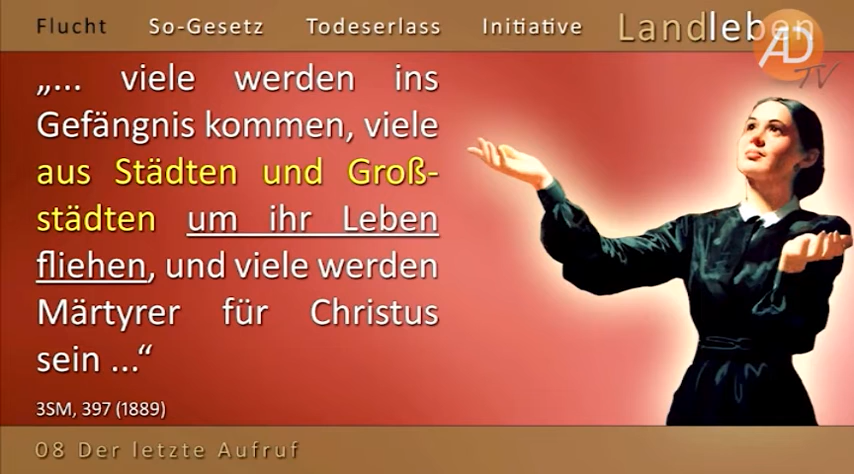 Flucht So-Gesetz Todeserlass Initiative Landleben
AD
TV
„... viele werden ins
Gefängnis kommen, viele
aus Städten und Groß-
städten um ihr Leben
fliehen, und viele werden
Märtyrer für Christus
sein ...“
3SM, 397 (1889)
08 Der letzte Aufruf